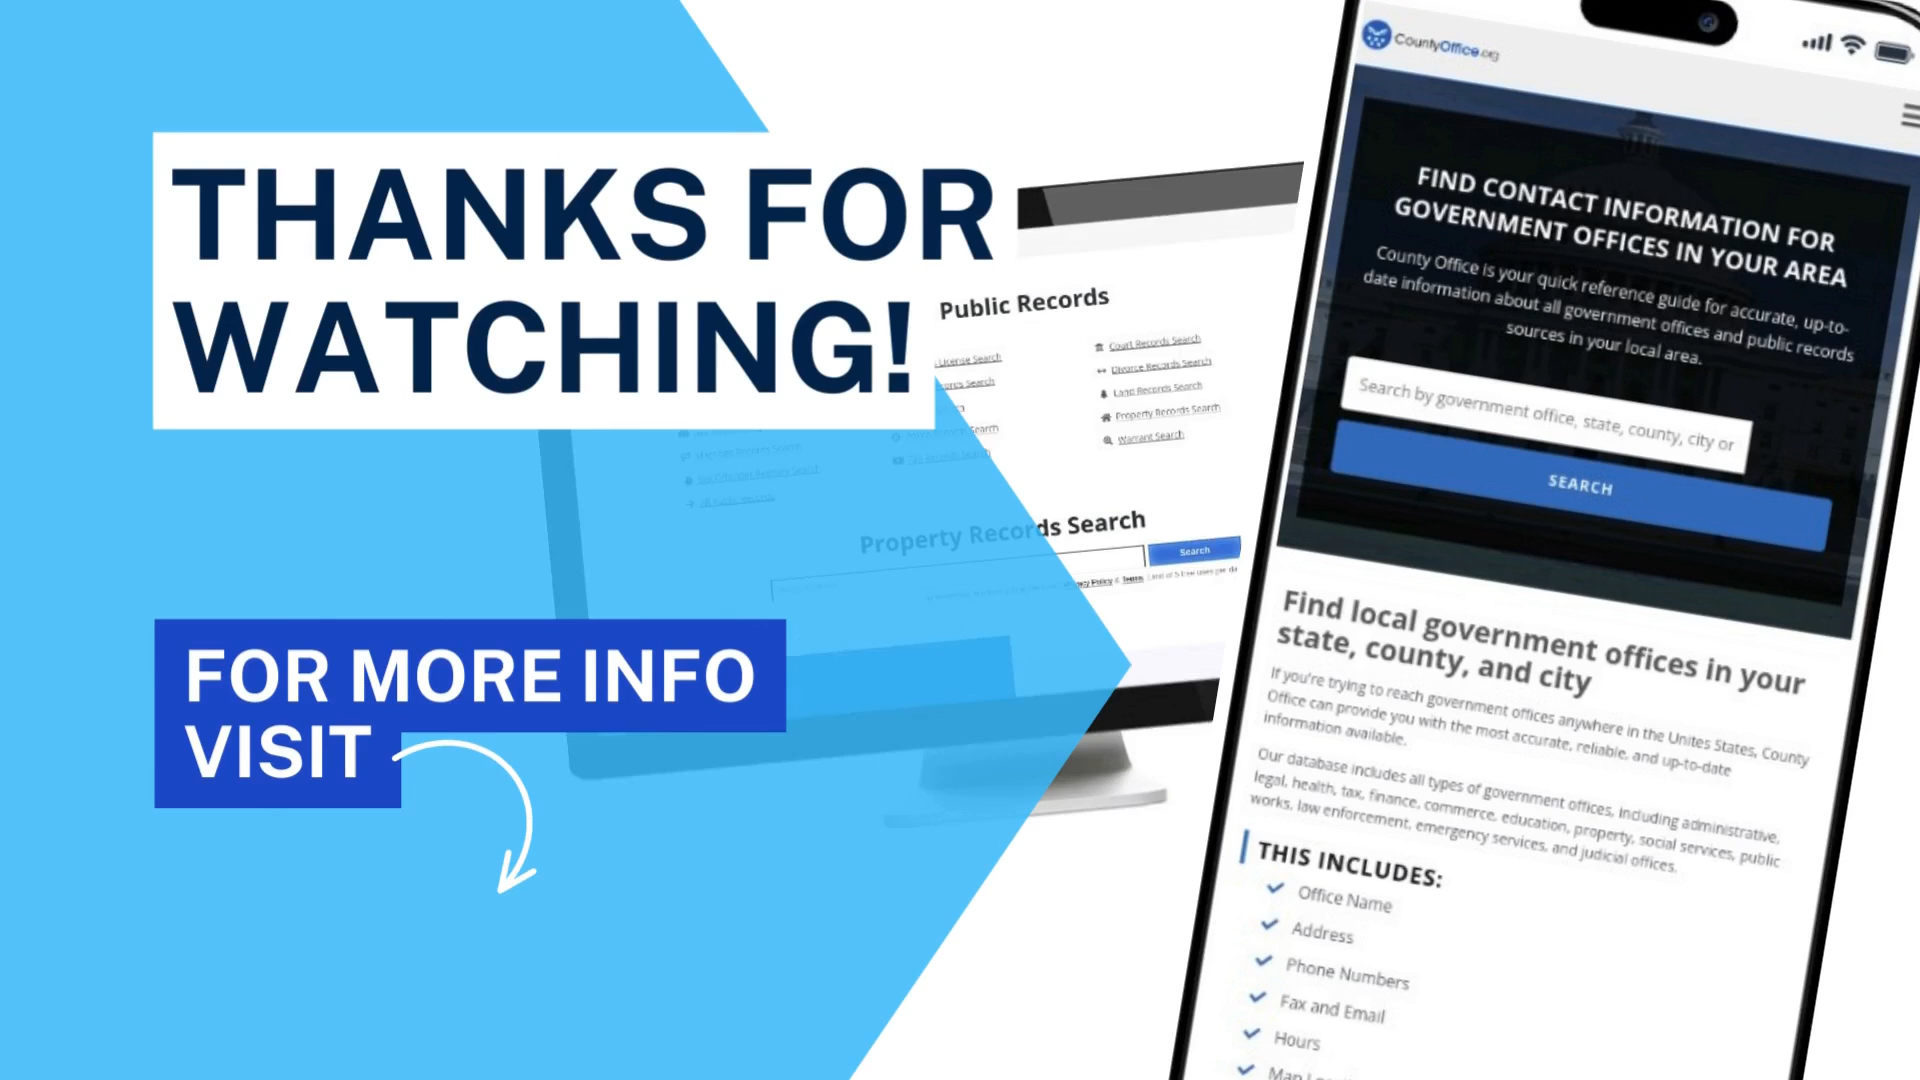 THANKS FOR
WATCHING!
FOR MORE INFO
VISIT
Public Records
License Search
Search
Search
Court Records Search
Divorce Records Search
Land Records Search
Property Records Search
Warrant Search
Property Records Search
Search
Policy & Terms
CountyOffice.org
FIND CONTACT INFORMATION FOR
GOVERNMENT OFFICES IN YOUR AREA
County Office is your quick reference guide for accurate, up-to-
date information about all government offices and public records
sources in your local area.
Search by government office, state, county, city or
SEARCH
Find local government offices in your
state, county, and city
If you're trying to reach government offices anywhere in the Unites States, County
Office can provide you with the most accurate, reliable, and up-to-date
information available.
Our database includes all types of government offices, including administrative,
legal, health, tax, finance, commerce, education, property, social services, public
works, law enforcement, emergency services, and judicial offices.
THIS INCLUDES:
Office Name
Address
Phone Numbers
Fax and Email
Hours
Map